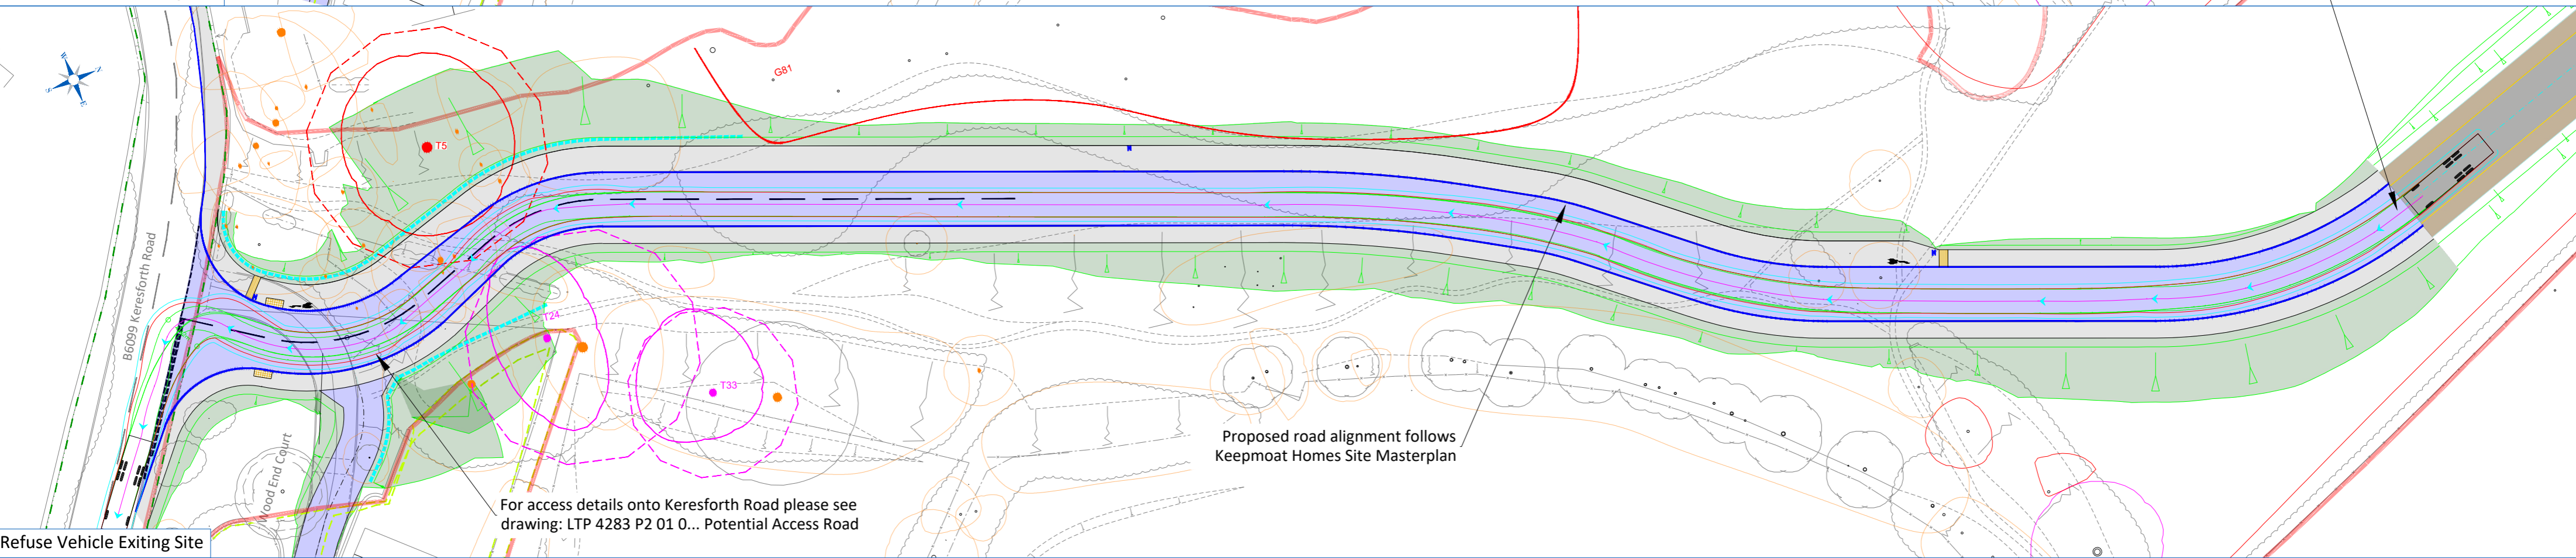 G81
T5
B6099 Keresforth Road
T24
T33
Proposed road alignment follows
Keepmoat Homes Site Masterplan
Wood End Court
For access details onto Keresforth Road please see
drawing: LTP 4283 P2 01 0... Potential Access Road
Refuse Vehicle Exiting Site